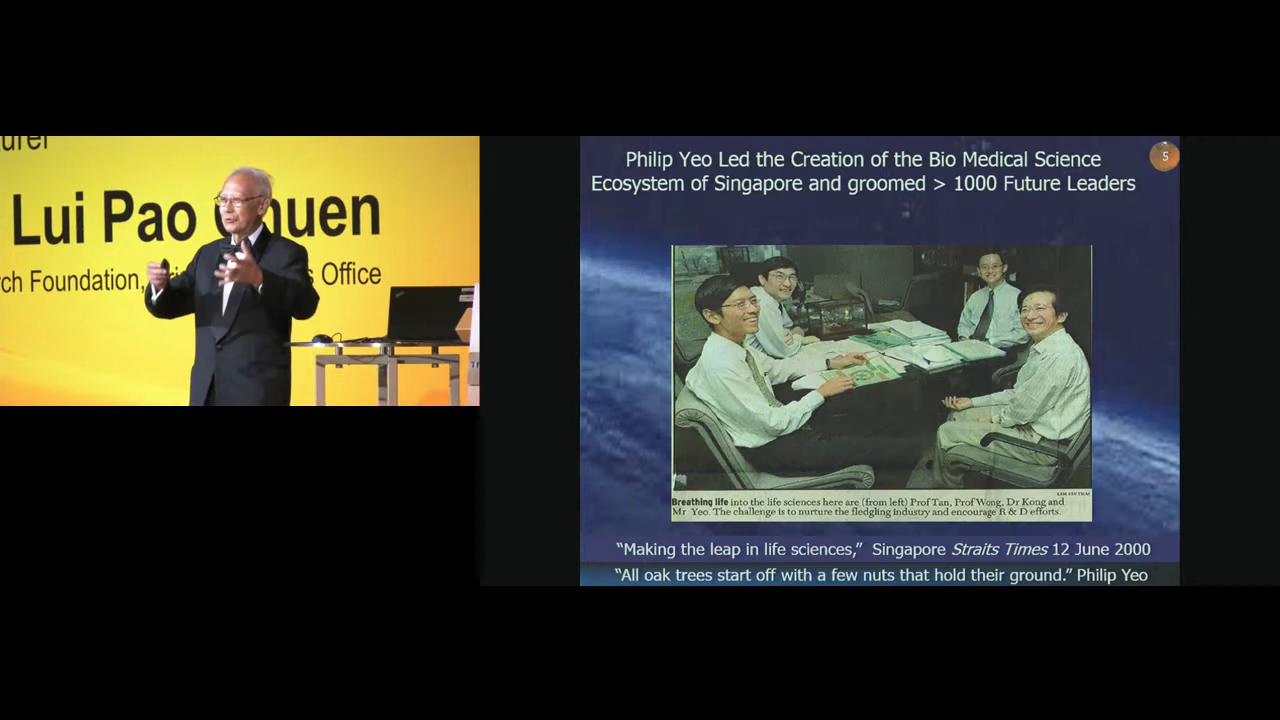 Lui Pao Chuen
Foundation,
Office
Philip Yeo Led the Creation of the Bio Medical Science
Ecosystem of Singapore and groomed > 1000 Future Leaders
5
Breathing life into the life sciences here are (from left) Prof Tan, Prof Wong, Dr Kong and
Mr Yeo. The challenge is to nurture the fledgling industry and encourage R & D efforts.
“Making the leap in life sciences,” Singapore Straits Times 12 June 2000
“All oak trees start off with a few nuts that hold their ground.” Philip Yeo